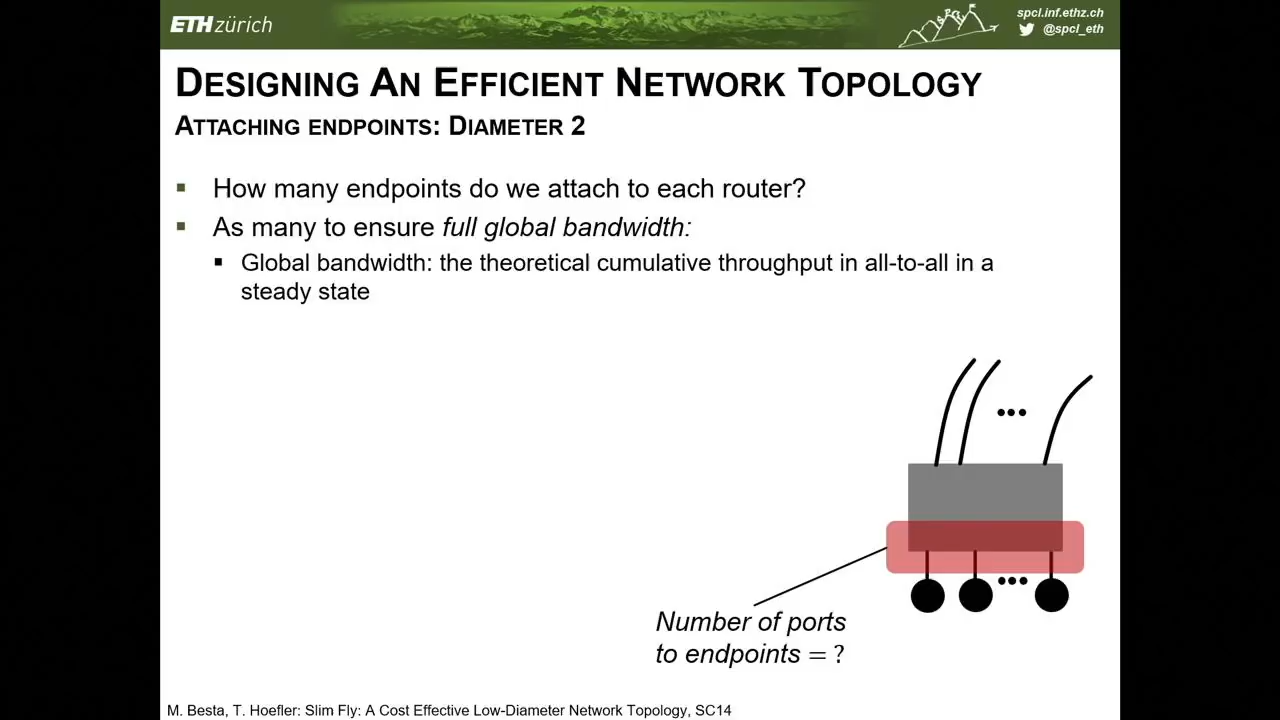 ETH zürich
spcl.inf.ethz.ch
@spcl_eth
DESIGNING AN EFFICIENT NETWORK TOPOLOGY
ATTACHING ENDPOINTS: DIAMETER 2
▪ How many endpoints do we attach to each router?
▪ As many to ensure full global bandwidth:
▪ Global bandwidth: the theoretical cumulative throughput in all-to-all in a
steady state
•••
•••
Number of ports
to endpoints = ?
M. Besta, T. Hoefler: Slim Fly: A Cost Effective Low-Diameter Network Topology, SC14